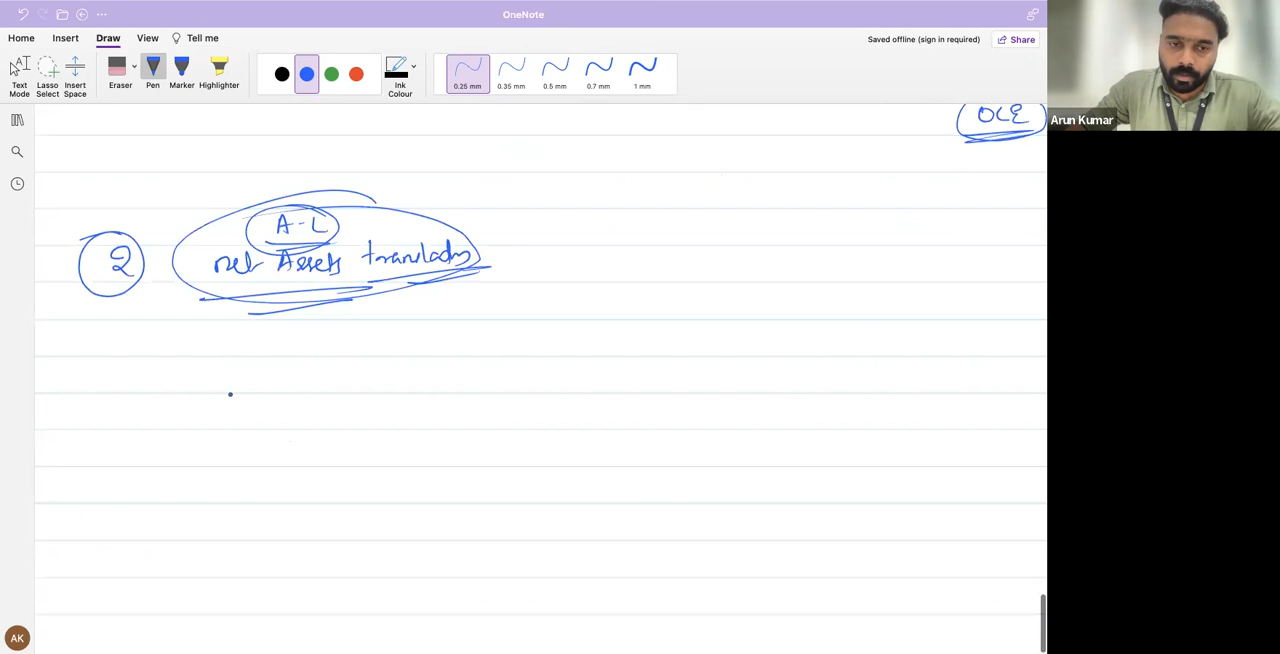 OneNote
Home Insert Draw View Tell me
Saved offline (sign in required) Share
Text Mode
Lasso Select
Insert Space
Eraser
Pen
Marker
Highlighter
Ink Colour
0.25 mm 0.35 mm 0.5 mm 0.7 mm 1 mm
OCE
Arun Kumar
A-L
2 net Assets
AK